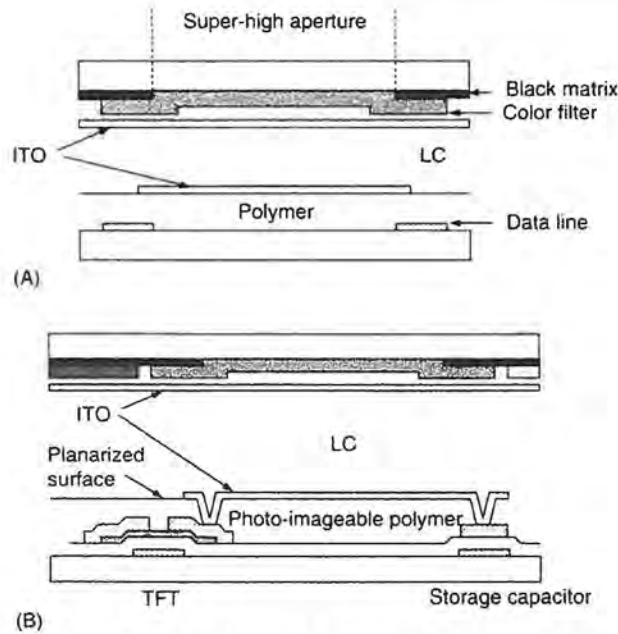 Super-high aperture
Black matrix
Color filter
ITO
LC
Polymer
Data line
(A)
ITO
LC
Planarized
surface
Photo-imageable polymer
TFT
Storage capacitor
(B)